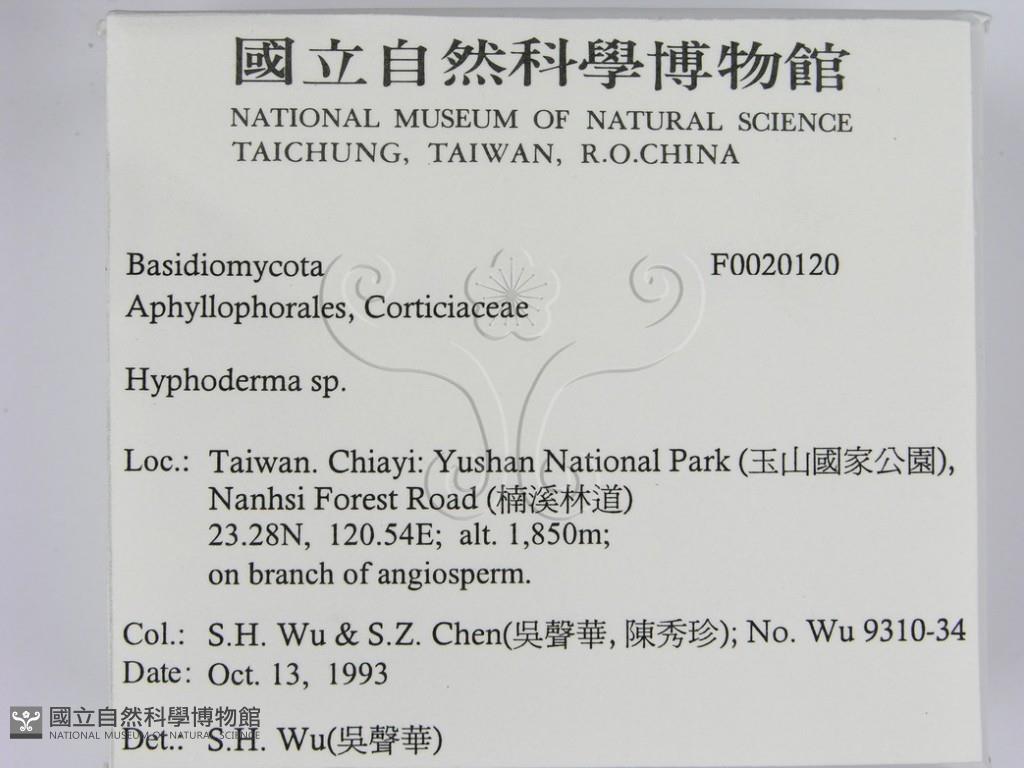 國立自然科學博物館
NATIONAL MUSEUM OF NATURAL SCIENCE
TAICHUNG, TAIWAN, R.O.CHINA
Basidiomycota F0020120
Aphyllophorales, Corticiaceae
Hyphoderma sp.
Loc.: Taiwan. Chiayi: Yushan National Park (玉山國家公園),
Nanhsi Forest Road (楠溪林道)
23.28N, 120.54E; alt. 1,850m;
on branch of angiosperm.
Col.: S.H. Wu & S.Z. Chen(吳聲華, 陳秀珍); No. Wu 9310-34
Date: Oct. 13, 1993
Det.: S.H. Wu(吳聲華)
國立自然科學博物館
NATIONAL MUSEUM OF NATURAL SCIENCE